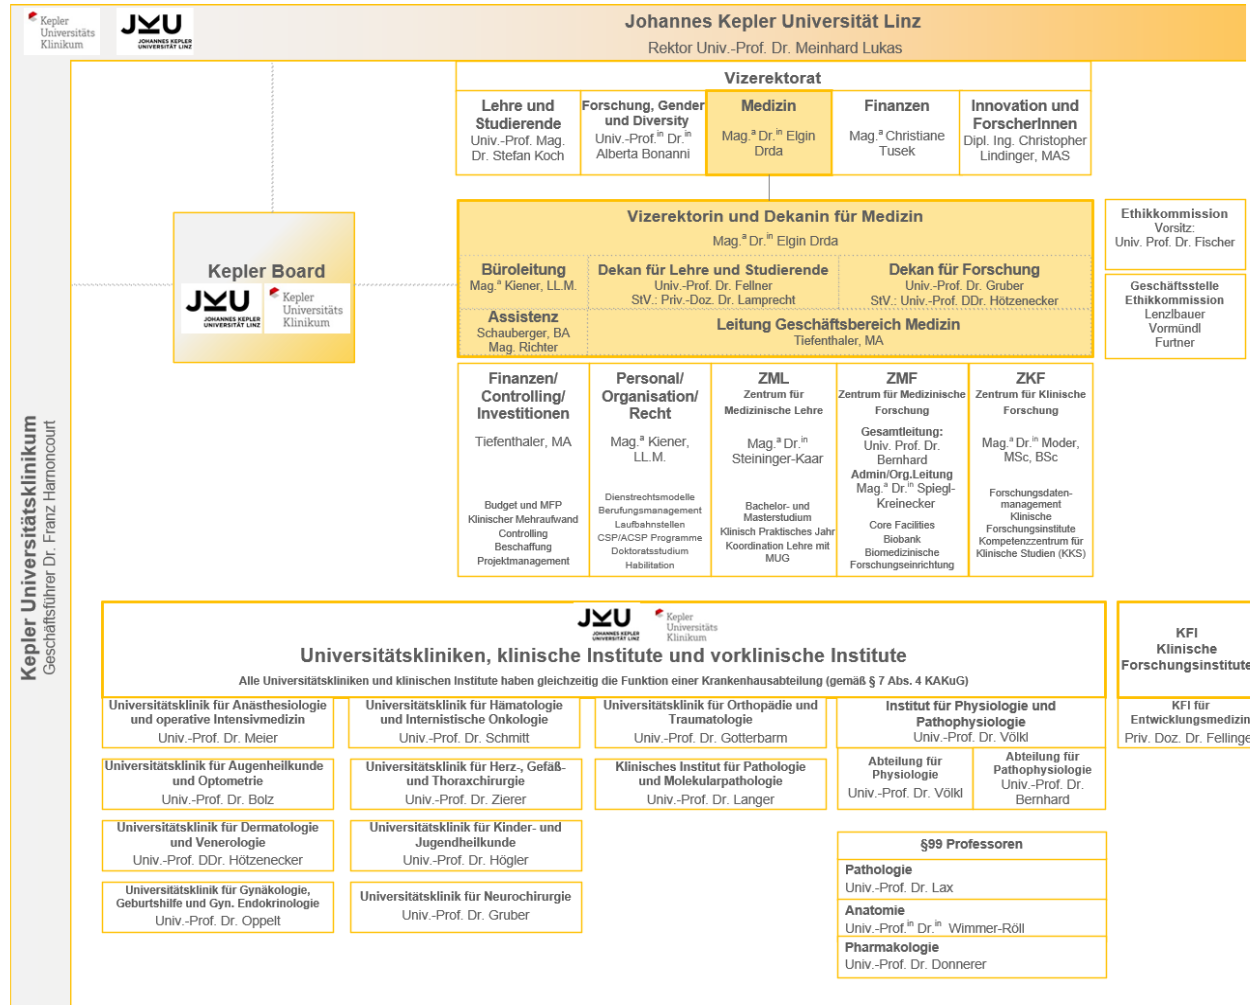 Kepler
Universitäts
Klinikum
JKU
JOHANNES KEPLER
UNIVERSITÄT LINZ
Johannes Kepler Universität Linz
Rektor Univ.-Prof. Dr. Meinhard Lukas
Kepler Universitätsklinikum
Geschäftsführer Dr. Franz Harnoncourt
Vizerektorat
Lehre und
Studierende
Univ.-Prof. Mag.
Dr. Stefan Koch
Forschung, Gender
und Diversity
Univ.-Prof.in Dr.in
Alberta Bonanni
Medizin
Mag.a Dr.in Elgin
Drda
Finanzen
Mag.a Christiane
Tusek
Innovation und
ForscherInnen
Dipl. Ing. Christopher
Lindinger, MAS
Kepler Board
JKU
JOHANNES KEPLER
UNIVERSITÄT LINZ
Kepler
Universitäts
Klinikum
Vizerektorin und Dekanin für Medizin
Mag.a Dr.in Elgin Drda
Büroleitung
Mag.a Kiener, LL.M.
Dekan für Lehre und Studierende
Univ.-Prof. Dr. Fellner
StV.: Priv.-Doz. Dr. Lamprecht
Dekan für Forschung
Univ.-Prof. Dr. Gruber
StV.: Univ.-Prof. DDr. Hötzenecker
Assistenz
Schauberger, BA
Mag. Richter
Leitung Geschäftsbereich Medizin
Tiefenthaler, MA
Ethikkommission
Vorsitz:
Univ. Prof. Dr. Fischer
Geschäftsstelle
Ethikkommission
Lenzlbauer
Vormündl
Furtner
Finanzen/
Controlling/
Investitionen
Tiefenthaler, MA
Budget und MFP
Klinischer Mehraufwand
Controlling
Beschaffung
Projektmanagement
Personal/
Organisation/
Recht
Mag.a Kiener,
LL.M.
Dienstrechtsmodelle
Berufungsmanagement
Laufbahnstellen
CSP/ACSP Programme
Doktoratsstudium
Habilitation
ZML
Zentrum für
Medizinische Lehre
Mag.a Dr.in
Steininger-Kaar
Bachelor- und
Masterstudium
Klinisch Praktisches Jahr
Koordination Lehre mit
MUG
ZMF
Zentrum für Medizinische
Forschung
Gesamtleitung:
Univ. Prof. Dr.
Bernhard
Admin/Org.Leitung
Mag.a Dr.in Spiegl-
Kreinecker
Core Facilities
Biobank
Biomedizinische
Forschungseinrichtung
ZKF
Zentrum für Klinische
Forschung
Mag.a Dr.in Moder,
MSc, BSc
Forschungsdaten-
management
Klinische
Forschungsinstitute
Kompetenzzentrum für
Klinische Studien (KKS)
JKU
JOHANNES KEPLER
UNIVERSITÄT LINZ
Kepler
Universitäts
Klinikum
Universitätskliniken, klinische Institute und vorklinische Institute
Alle Universitätskliniken und klinischen Institute haben gleichzeitig die Funktion einer Krankenhausabteilung (gemäß § 7 Abs. 4 KAKuG)
KFI
Klinische
Forschungsinstitute
KFI für
Entwicklungsmedizin
Priv. Doz. Dr. Fellinge
Universitätsklinik für Anästhesiologie
und operative Intensivmedizin
Univ.-Prof. Dr. Meier
Universitätsklinik für Hämatologie
und Internistische Onkologie
Univ.-Prof. Dr. Schmitt
Universitätsklinik für Orthopädie und
Traumatologie
Univ.-Prof. Dr. Gotterbarm
Institut für Physiologie und
Pathophysiologie
Univ.-Prof. Dr. Völkl
Universitätsklinik für Augenheilkunde
und Optometrie
Univ.-Prof. Dr. Bolz
Universitätsklinik für Herz-, Gefäß-
und Thoraxchirurgie
Univ.-Prof. Dr. Zierer
Klinisches Institut für Pathologie
und Molekularpathologie
Univ.-Prof. Dr. Langer
Abteilung für
Physiologie
Univ.-Prof. Dr. Völkl
Abteilung für
Pathophysiologie
Univ.-Prof. Dr.
Bernhard
Universitätsklinik für Dermatologie
und Venerologie
Univ.-Prof. DDr. Hötzenecker
Universitätsklinik für Kinder- und
Jugendheilkunde
Univ.-Prof. Dr. Högler
Universitätsklinik für Gynäkologie,
Geburtshilfe und Gyn. Endokrinologie
Univ.-Prof. Dr. Oppelt
Universitätsklinik für Neurochirurgie
Univ.-Prof. Dr. Gruber
§99 Professoren
Pathologie
Univ.-Prof. Dr. Lax
Anatomie
Univ.-Prof.in Dr.in Wimmer-Röll
Pharmakologie
Univ.-Prof. Dr. Donnerer